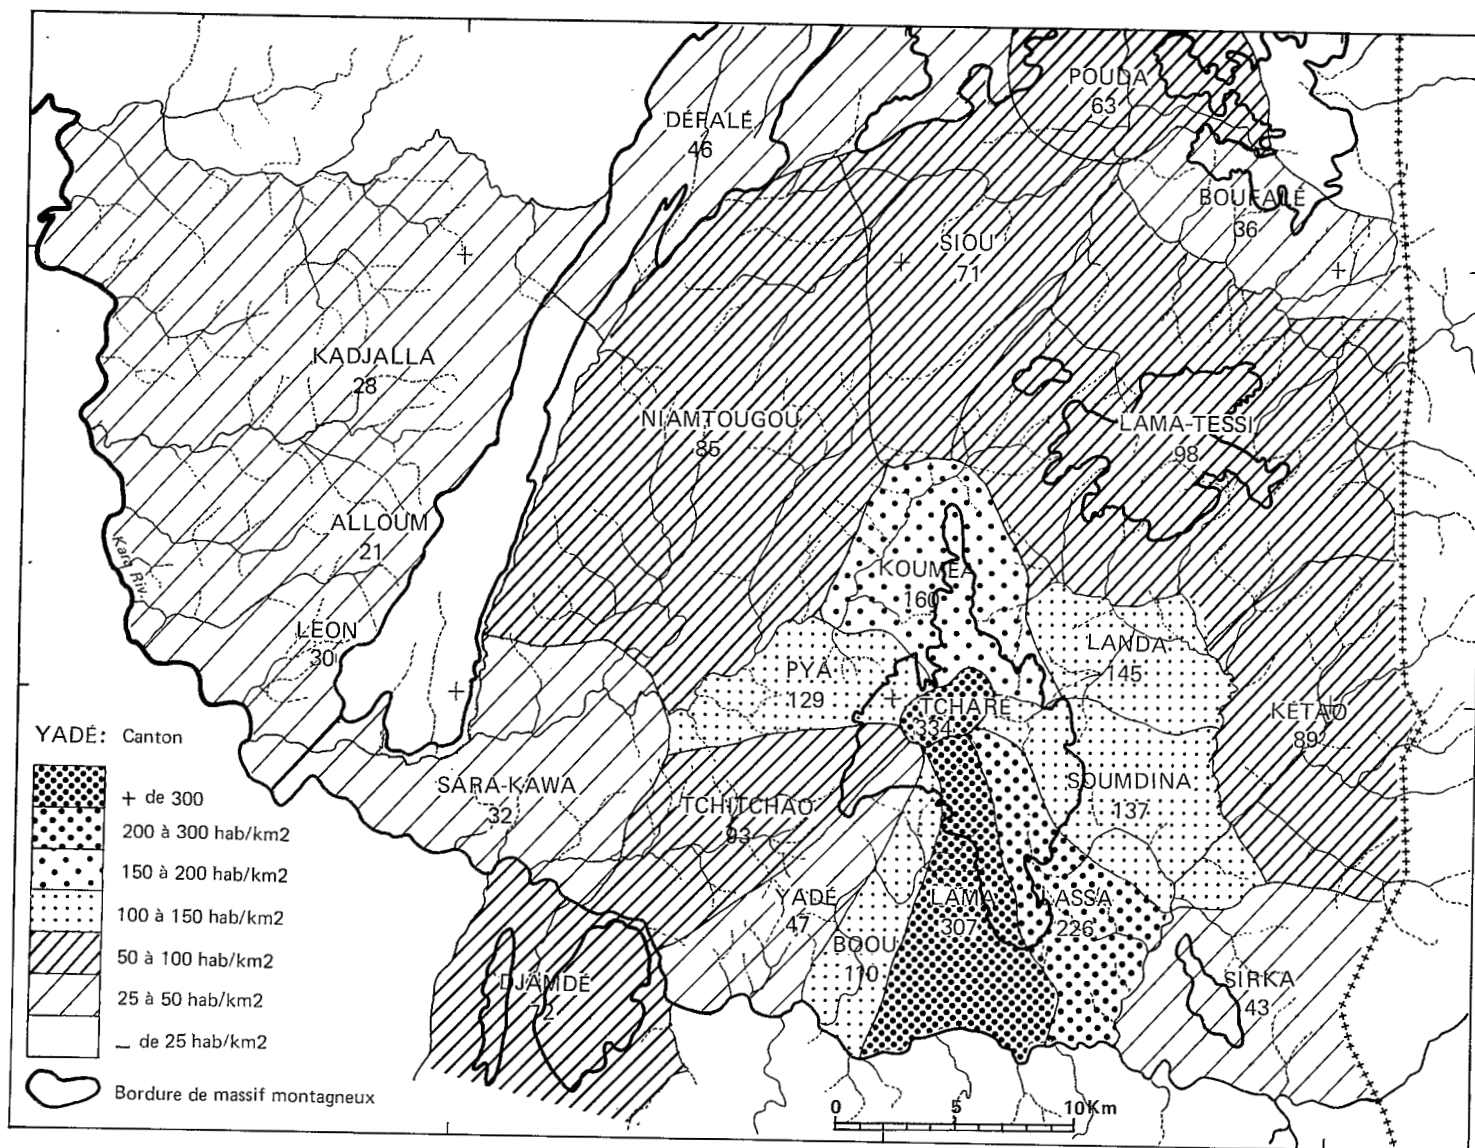 POUDA
63
DÉFALÉ
46
BOUFALÉ
36
SIOU
71
KADJALLA
28
NIAMTOUGOU
85
LAMA-TESSI
98
ALLOUM
21
Kara Riv.
KOUMEA
160
LEON
30
LANDA
145
PYA
129
TCHARE
334
KETAO
89
YADÉ: Canton
SARA-KAWA
32
SOUMDINA
137
TCHITCHAO
93
+ de 300
200 à 300 hab/km2
150 à 200 hab/km2
100 à 150 hab/km2
50 à 100 hab/km2
25 à 50 hab/km2
_ de 25 hab/km2
Bordure de massif montagneux
YADÉ
47
LAMA
307
LASSA
226
BOOU
110
DJAMDÉ
72
SIRKA
43
0 5 10 Km